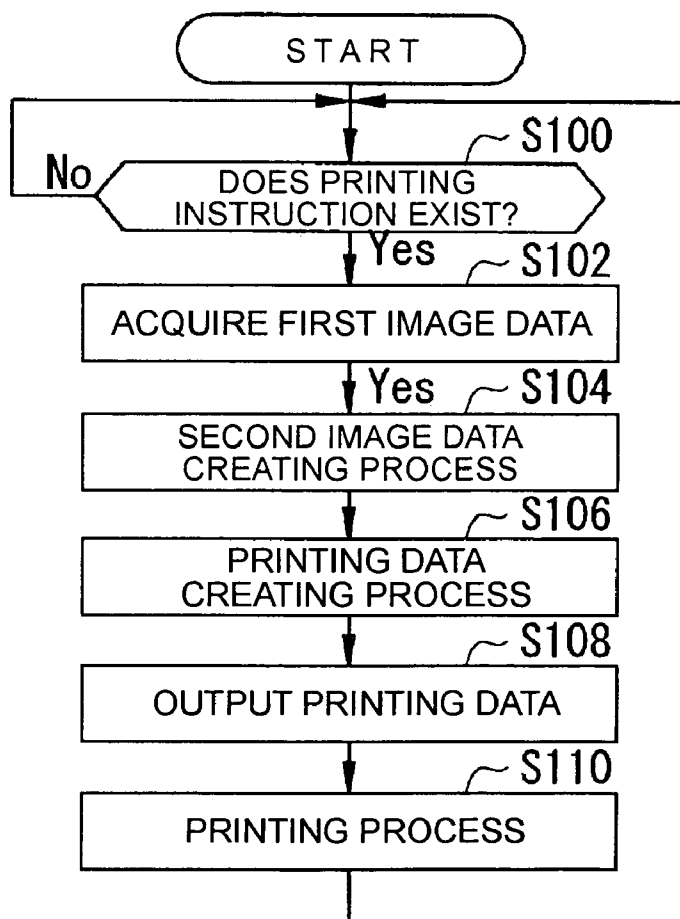 START
S100
No
DOES PRINTING
INSTRUCTION EXIST?
Yes
S102
ACQUIRE FIRST IMAGE DATA
Yes
S104
SECOND IMAGE DATA
CREATING PROCESS
S106
PRINTING DATA
CREATING PROCESS
S108
OUTPUT PRINTING DATA
S110
PRINTING PROCESS